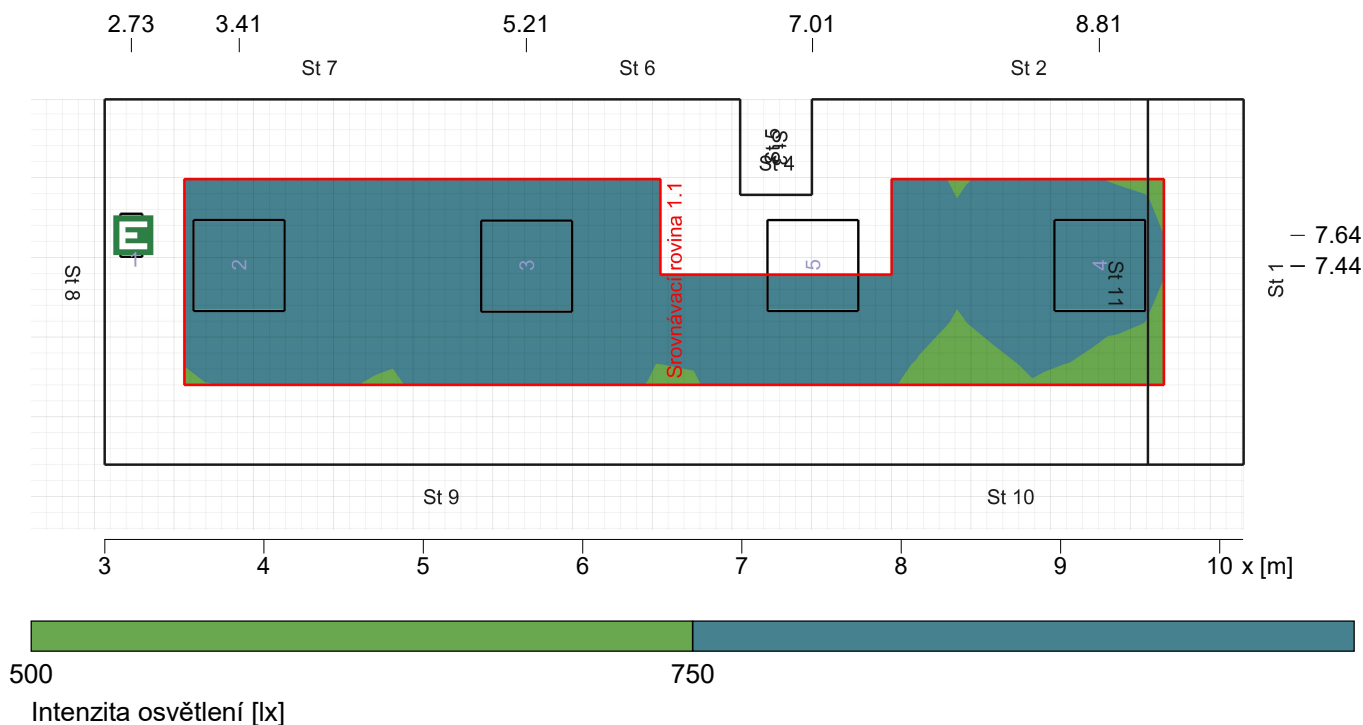 2.73 3.41 5.21 7.01 8.81
St 7 St 6 St 2
St 4
Srovnávací rovina 1.1
E
1 2 3 5 4
St 11
7.64
7.44
St 8
St 1
St 9 St 10
3 4 5 6 7 8 9 10 x [m]
500 750
Intenzita osvětlení [lx]